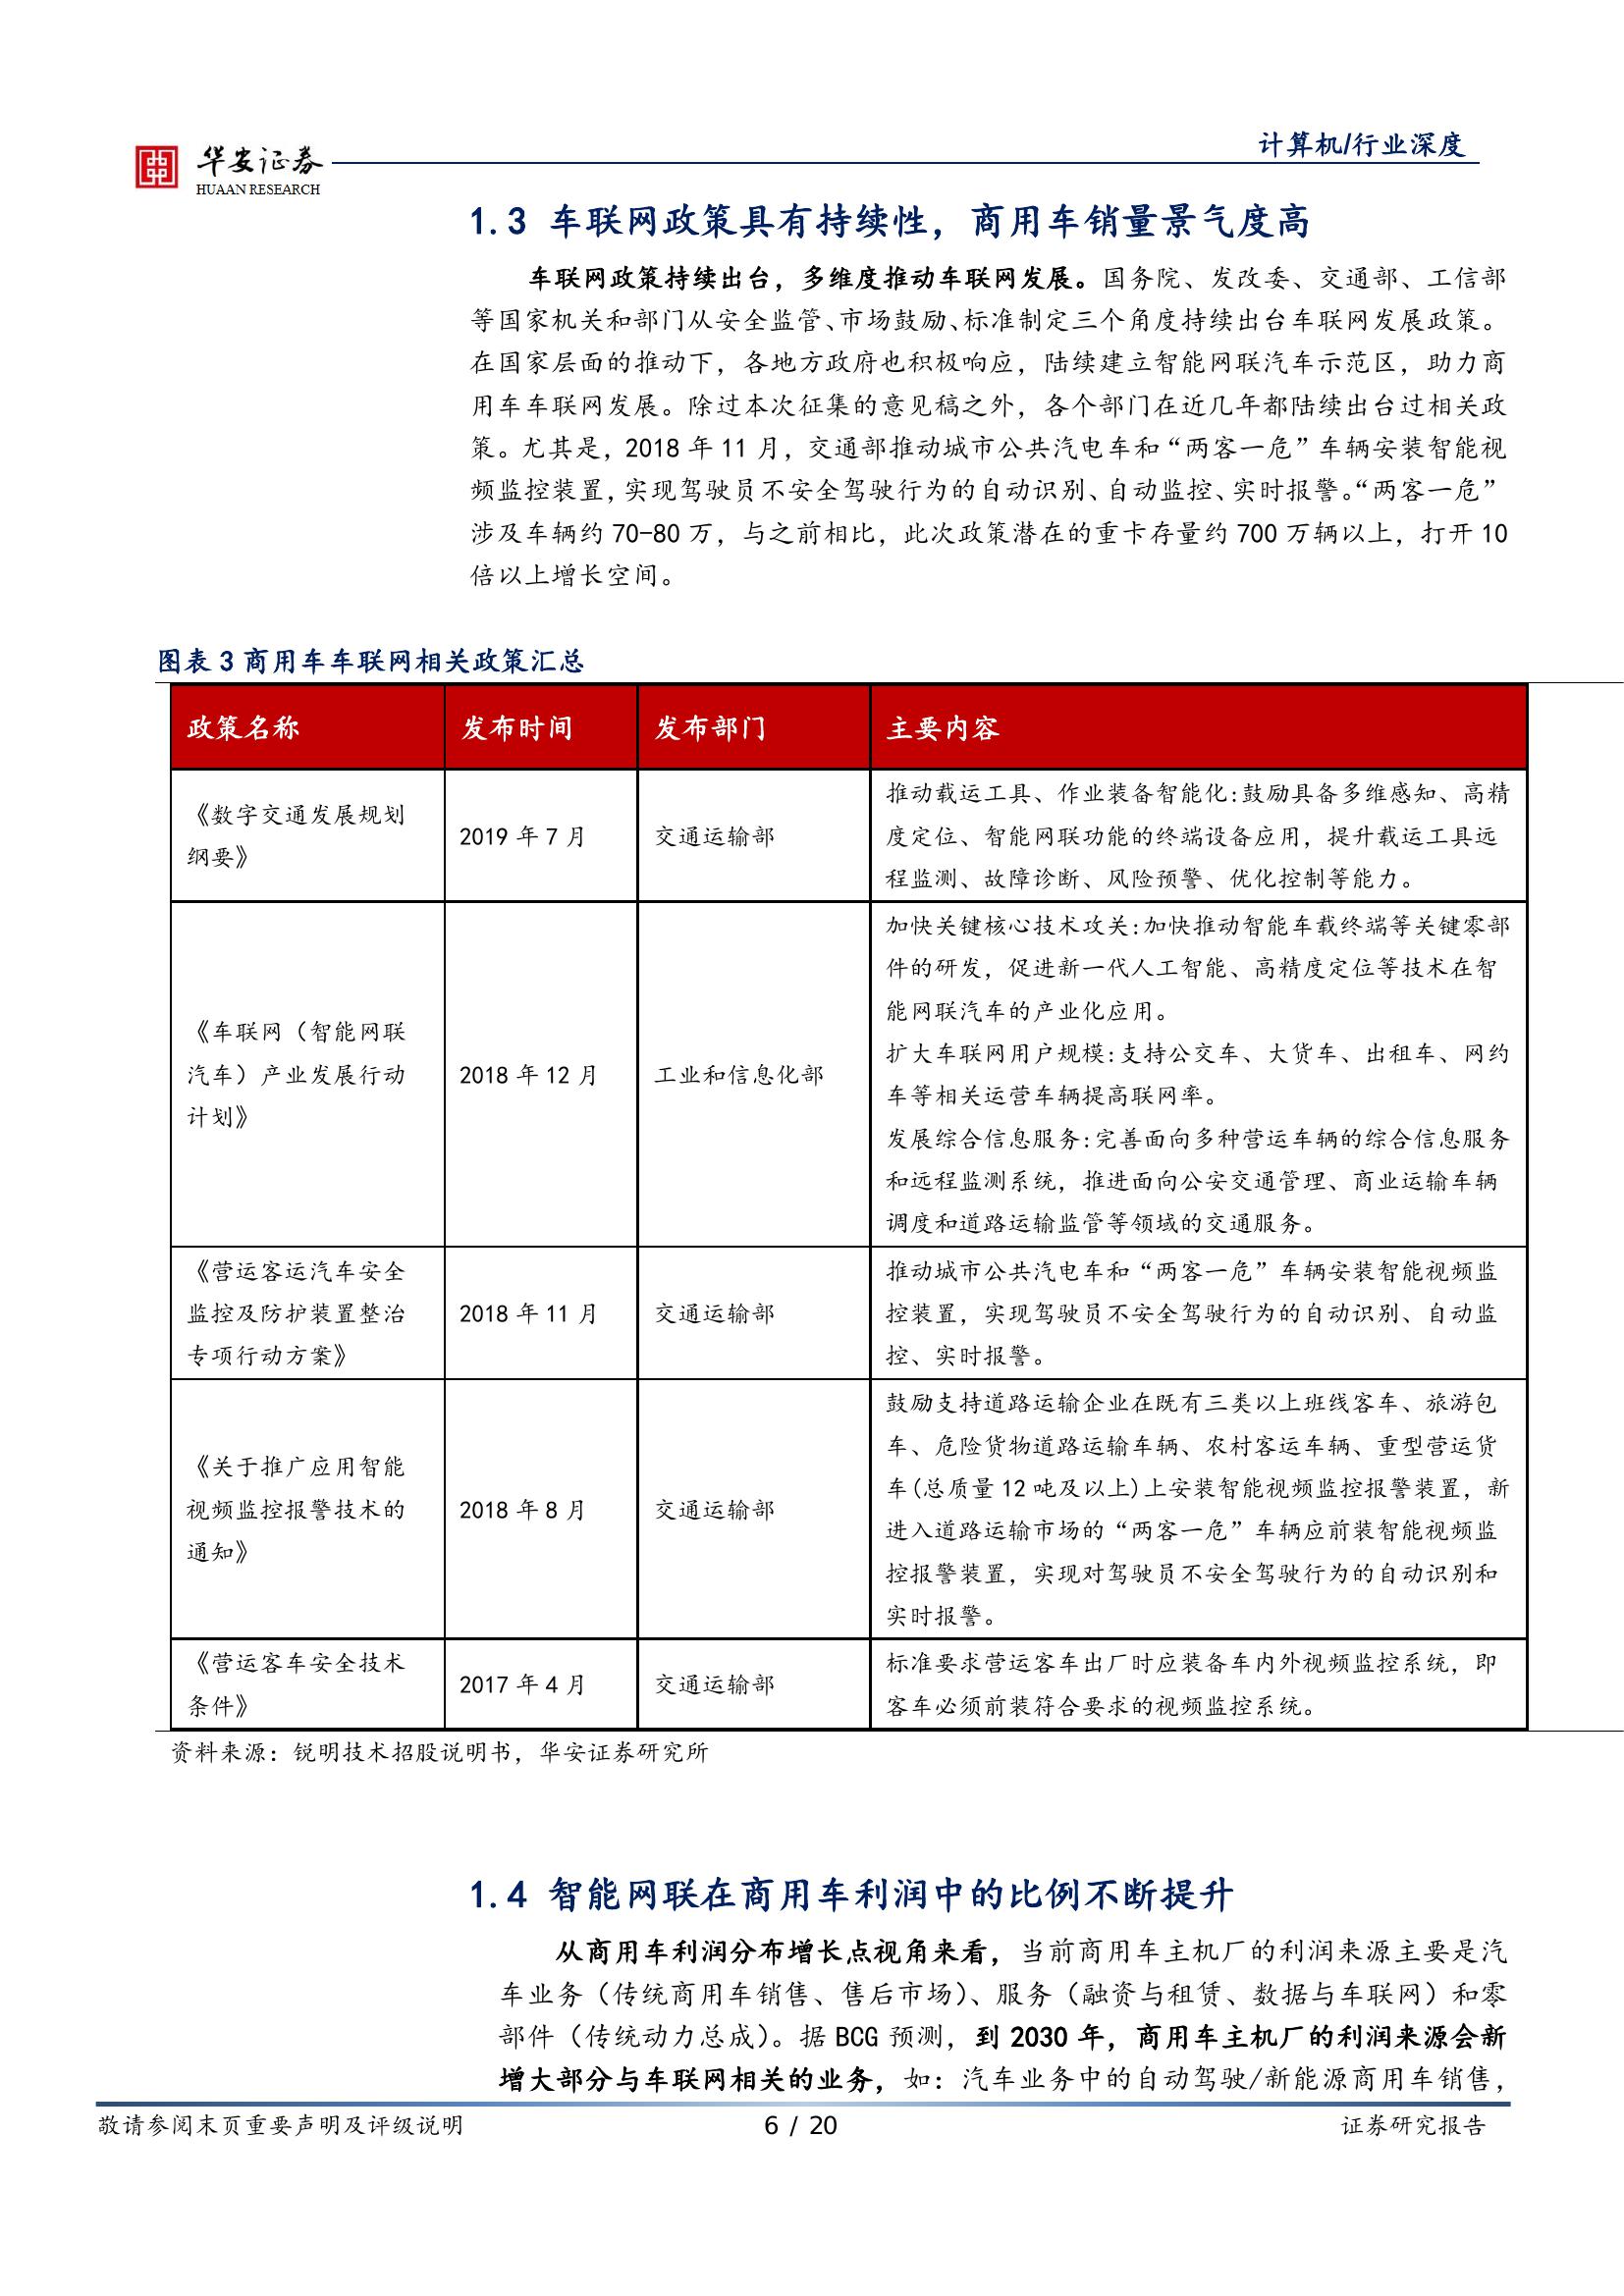 华安证券
HUAAN RESEARCH
计算机/行业深度
1.3 车联网政策具有持续性，商用车销量景气度高
车联网政策持续出台，多维度推动车联网发展。国务院、发改委、交通部、工信部
等国家机关和部门从安全监管、市场鼓励、标准制定三个角度持续出台车联网发展政策。
在国家层面的推动下，各地方政府也积极响应，陆续建立智能网联汽车示范区，助力商
用车车联网发展。除过本次征集的意见稿之外，各个部门在近几年都陆续出台过相关政
策。尤其是，2018 年 11 月，交通部推动城市公共汽电车和“两客一危”车辆安装智能视
频监控装置，实现驾驶员不安全驾驶行为的自动识别、自动监控、实时报警。“两客一危”
涉及车辆约 70-80 万，与之前相比，此次政策潜在的重卡存量约 700 万辆以上，打开 10
倍以上增长空间。
图表 3 商用车车联网相关政策汇总
政策名称 发布时间 发布部门 主要内容
《数字交通发展规划
纲要》
2019 年 7 月
交通运输部
推动载运工具、作业装备智能化:鼓励具备多维感知、高精
度定位、智能网联功能的终端设备应用，提升载运工具远
程监测、故障诊断、风险预警、优化控制等能力。
《车联网（智能网联
汽车）产业发展行动
计划》
2018 年 12 月
工业和信息化部
加快关键核心技术攻关:加快推动智能车载终端等关键零部
件的研发，促进新一代人工智能、高精度定位等技术在智
能网联汽车的产业化应用。
扩大车联网用户规模:支持公交车、大货车、出租车、网约
车等相关运营车辆提高联网率。
发展综合信息服务:完善面向多种营运车辆的综合信息服务
和远程监测系统，推进面向公安交通管理、商业运输车辆
调度和道路运输监管等领域的交通服务。
《营运客运汽车安全
监控及防护装置整治
专项行动方案》
2018 年 11 月
交通运输部
推动城市公共汽电车和“两客一危”车辆安装智能视频监
控装置，实现驾驶员不安全驾驶行为的自动识别、自动监
控、实时报警。
《关于推广应用智能
视频监控报警技术的
通知》
2018 年 8 月
交通运输部
鼓励支持道路运输企业在既有三类以上班线客车、旅游包
车、危险货物道路运输车辆、农村客运车辆、重型营运货
车(总质量 12 吨及以上)上安装智能视频监控报警装置，新
进入道路运输市场的“两客一危”车辆应前装智能视频监
控报警装置，实现对驾驶员不安全驾驶行为的自动识别和
实时报警。
《营运客车安全技术
条件》
2017 年 4 月
交通运输部
标准要求营运客车出厂时应装备车内外视频监控系统，即
客车必须前装符合要求的视频监控系统。
资料来源：锐明技术招股说明书，华安证券研究所
1.4 智能网联在商用车利润中的比例不断提升
从商用车利润分布增长点视角来看，当前商用车主机厂的利润来源主要是汽
车业务（传统商用车销售、售后市场）、服务（融资与租赁、数据与车联网）和零
部件（传统动力总成）。据 BCG 预测，到 2030 年，商用车主机厂的利润来源会新
增大部分与车联网相关的业务，如：汽车业务中的自动驾驶/新能源商用车销售，
敬请参阅末页重要声明及评级说明 6 / 20 证券研究报告